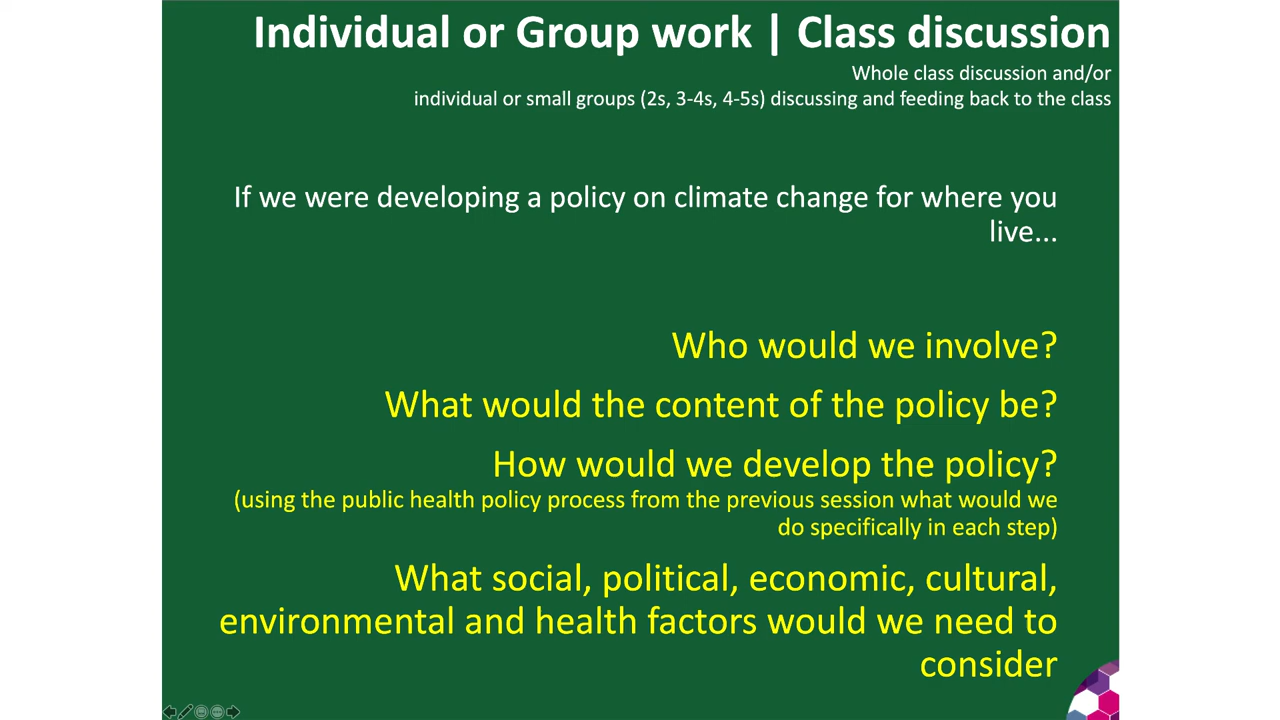 Individual or Group work | Class discussion
Whole class discussion and/or
individual or small groups (2s, 3-4s, 4-5s) discussing and feeding back to the class
If we were developing a policy on climate change for where you
live...
Who would we involve?
What would the content of the policy be?
How would we develop the policy?
(using the public health policy process from the previous session what would we
do specifically in each step)
What social, political, economic, cultural,
environmental and health factors would we need to
consider